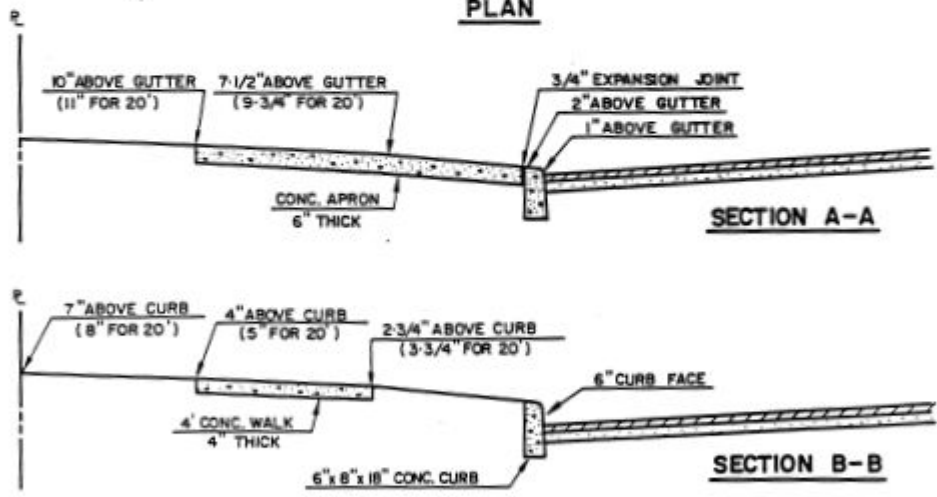 PLAN
P
10" ABOVE GUTTER
(11" FOR 20')
7-1/2" ABOVE GUTTER
(9-3/4" FOR 20')
3/4" EXPANSION JOINT
2" ABOVE GUTTER
1" ABOVE GUTTER
CONC. APRON
6" THICK
SECTION A-A
P
7" ABOVE CURB
(8" FOR 20')
4" ABOVE CURB
(5" FOR 20')
2-3/4" ABOVE CURB
(3-3/4" FOR 20')
6" CURB FACE
4' CONC. WALK
4" THICK
6"x 8"x 18" CONC. CURB
SECTION B-B